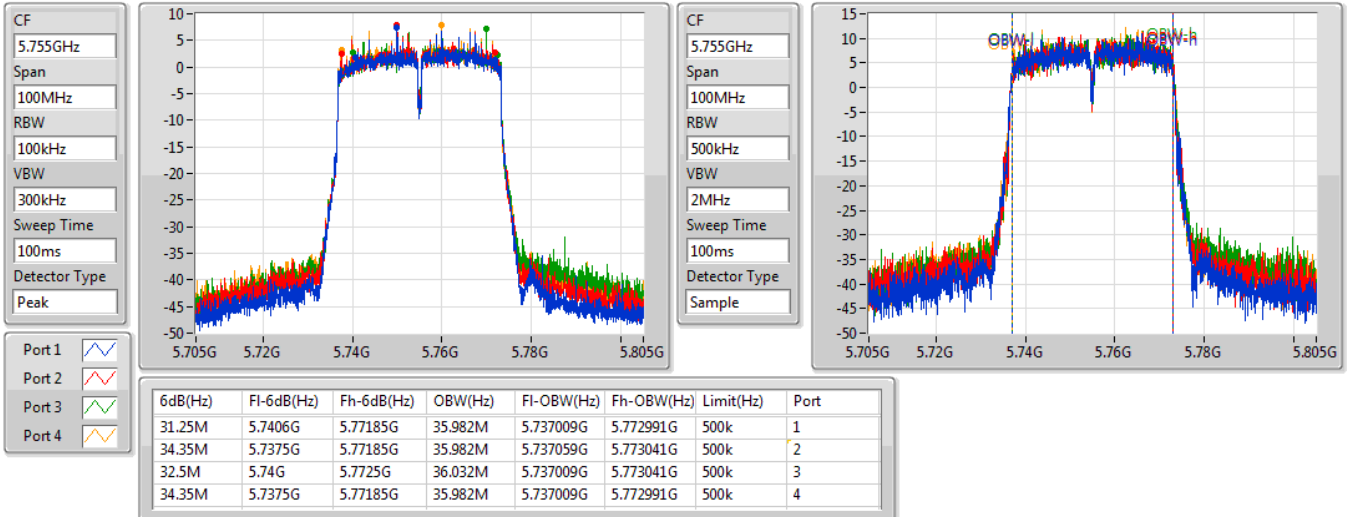 CF
5.755GHz
Span
100MHz
RBW
100kHz
VBW
300kHz
Sweep Time
100ms
Detector Type
Peak
10
5
0
-5
-10
-15
-20
-25
-30
-35
-40
-45
-50
5.705G 5.72G 5.74G 5.76G 5.78G 5.805G
CF
5.755GHz
Span
100MHz
RBW
500kHz
VBW
2MHz
Sweep Time
100ms
Detector Type
Sample
15
10
5
0
-5
-10
-15
-20
-25
-30
-35
-40
-45
-50
OBW-l OBW-h
5.705G 5.72G 5.74G 5.76G 5.78G 5.805G
Port 1
Port 2
Port 3
Port 4
6dB(Hz) Fl-6dB(Hz) Fh-6dB(Hz) OBW(Hz) Fl-OBW(Hz) Fh-OBW(Hz) Limit(Hz) Port
31.25M 5.7406G 5.77185G 35.982M 5.737009G 5.772991G 500k 1
34.35M 5.7375G 5.77185G 35.982M 5.737059G 5.773041G 500k 2
32.5M 5.74G 5.7725G 36.032M 5.737009G 5.773041G 500k 3
34.35M 5.7375G 5.77185G 35.982M 5.737009G 5.772991G 500k 4